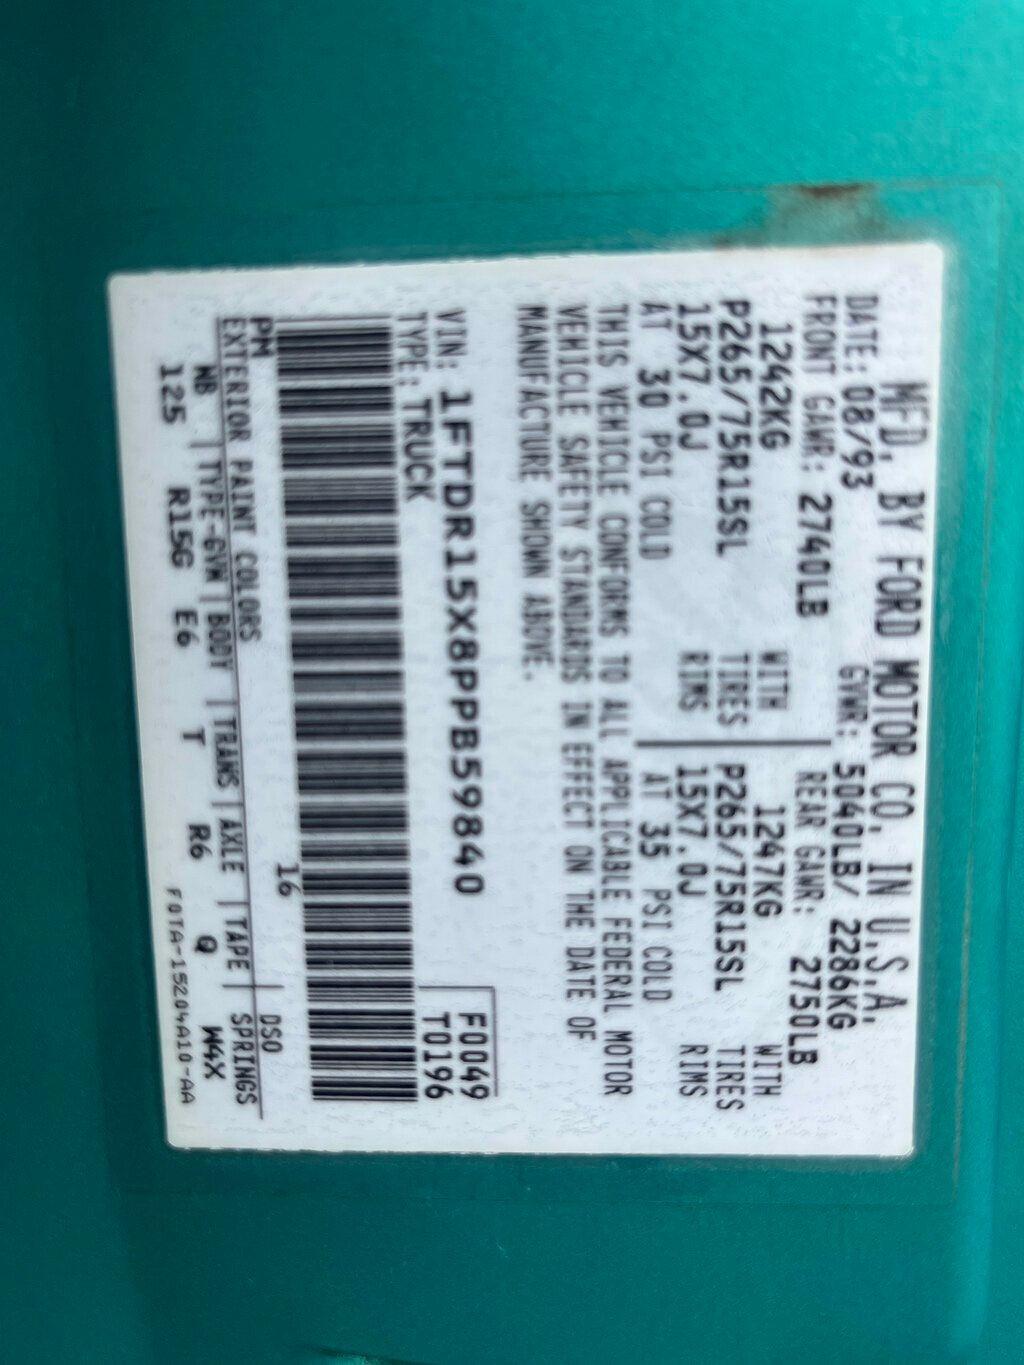 MFD. BY FORD MOTOR CO. IN U.S.A.
DATE: 08/93 GVWR: 5040LB/ 2286KG
FRONT GAWR: 2740LB REAR GAWR: 2750LB
1242KG WITH 1247KG WITH
P265/75R15SL TIRES P265/75R15SL TIRES
15X7.0J RIMS 15X7.0J RIMS
AT 30 PSI COLD AT 35 PSI COLD
THIS VEHICLE CONFORMS TO ALL APPLICABLE FEDERAL MOTOR
VEHICLE SAFETY STANDARDS IN EFFECT ON THE DATE OF
MANUFACTURE SHOWN ABOVE.
VIN: 1FTDR15X8PPB59840 F0049
TYPE: TRUCK T0196
16
PM
EXTERIOR PAINT COLORS DSO
WB | TYPE-GVW | BODY | TRANS | AXLE | TAPE | SPRINGS
125 R15G E6 T R6 Q W4X
F0TA-15204A10-AA